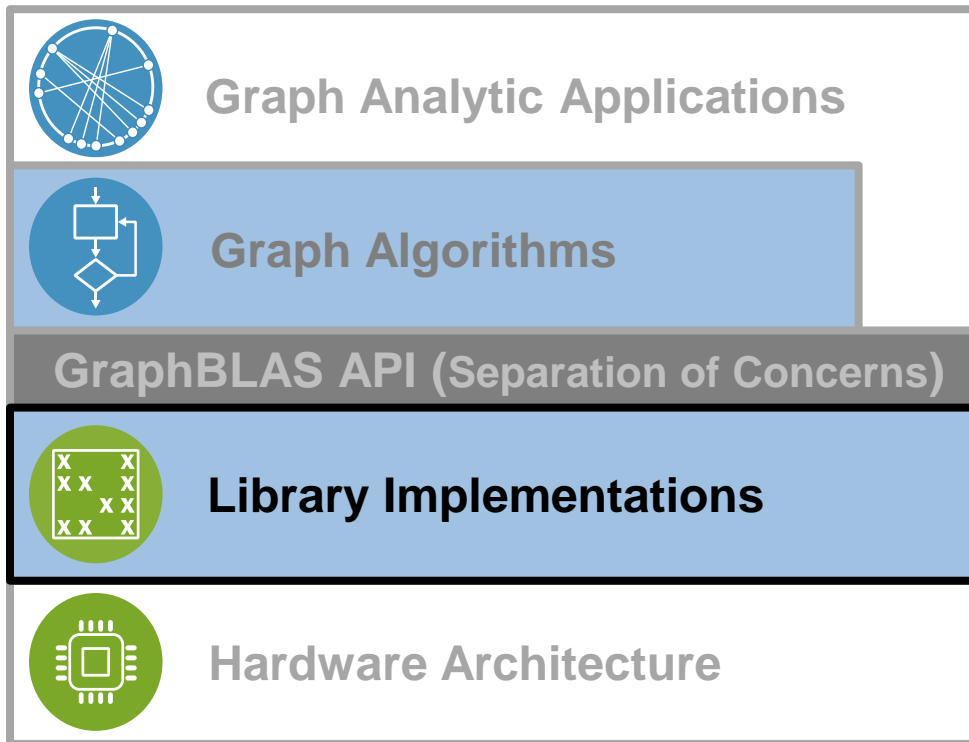 Graph Analytic Applications
Graph Algorithms
GraphBLAS API (Separation of Concerns)
x x
x x x
x x
x x x
Library Implementations
Hardware Architecture